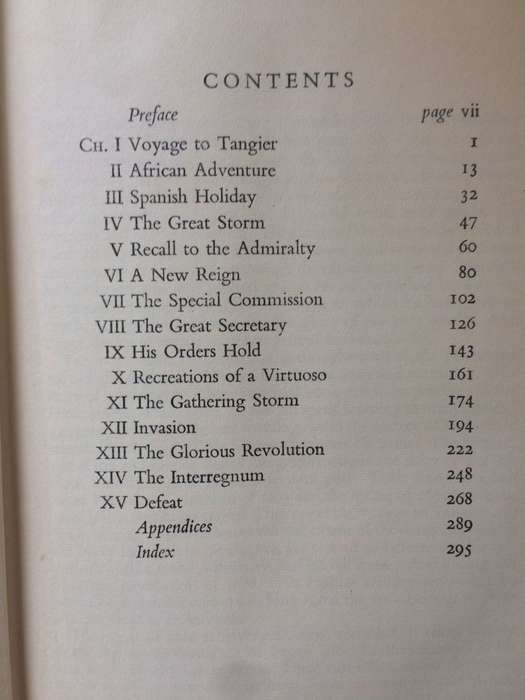 CONTENTS
Preface page vii
CH. I Voyage to Tangier 1
II African Adventure 13
III Spanish Holiday 32
IV The Great Storm 47
V Recall to the Admiralty 60
VI A New Reign 80
VII The Special Commission 102
VIII The Great Secretary 126
IX His Orders Hold 143
X Recreations of a Virtuoso 161
XI The Gathering Storm 174
XII Invasion 194
XIII The Glorious Revolution 222
XIV The Interregnum 248
XV Defeat 268
Appendices 289
Index 295